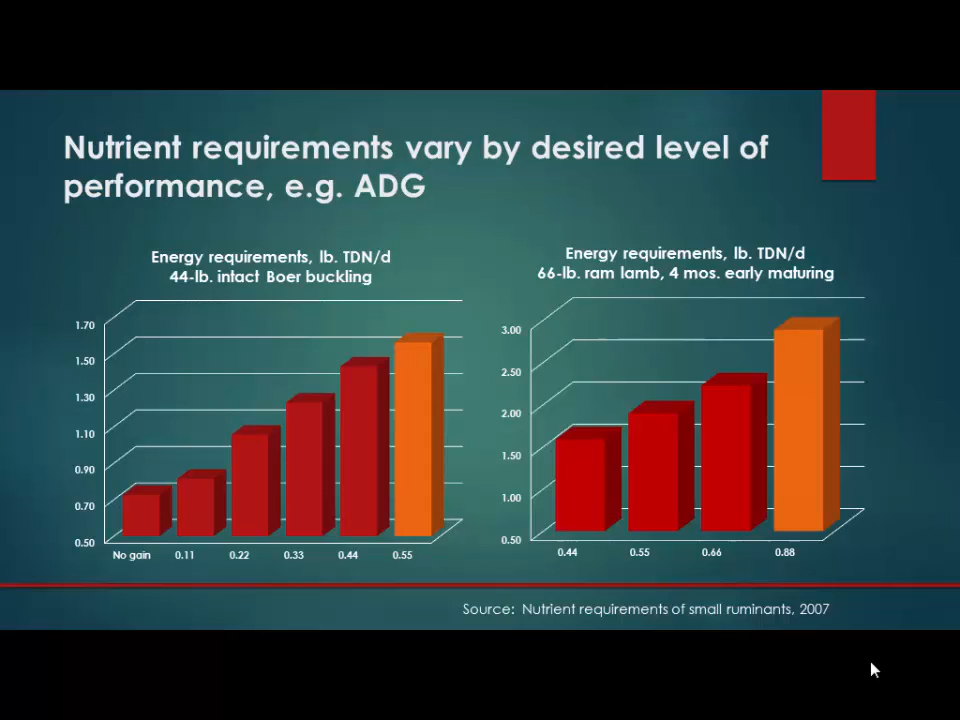 Nutrient requirements vary by desired level of
performance, e.g. ADG
Energy requirements, lb. TDN/d
44-lb. intact Boer buckling
1.70
1.50
1.30
1.10
0.90
0.70
0.50
No gain 0.11 0.22 0.33 0.44 0.55
Energy requirements, lb. TDN/d
66-lb. ram lamb, 4 mos. early maturing
3.00
2.50
2.00
1.50
1.00
0.50
0.44 0.55 0.66 0.88
Source: Nutrient requirements of small ruminants, 2007